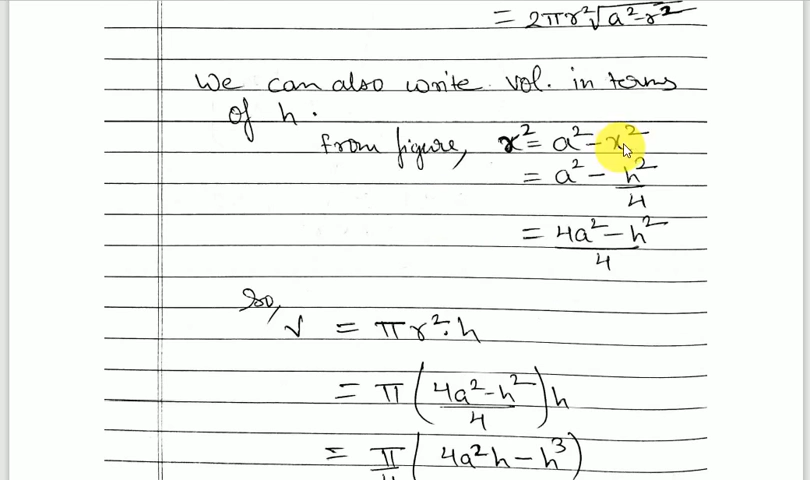 = 2πr²√a²-r²
We can also write vol. in terms
of h.
from figure, r² = a² - x²
= a² - h²/4
= 4a² - h²/4
So,
V = πr².h
= π(4a² - h²/4)h
= π/4(4a²h - h³)